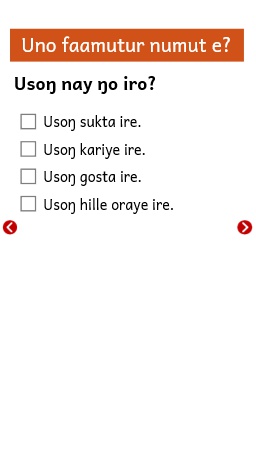 Uno faamutur numut e?
Usoŋ nay ŋo iro?
Usoŋ sukta ire.
Usoŋ kariye ire.
Usoŋ gosta ire.
Usoŋ hille oraye ire.